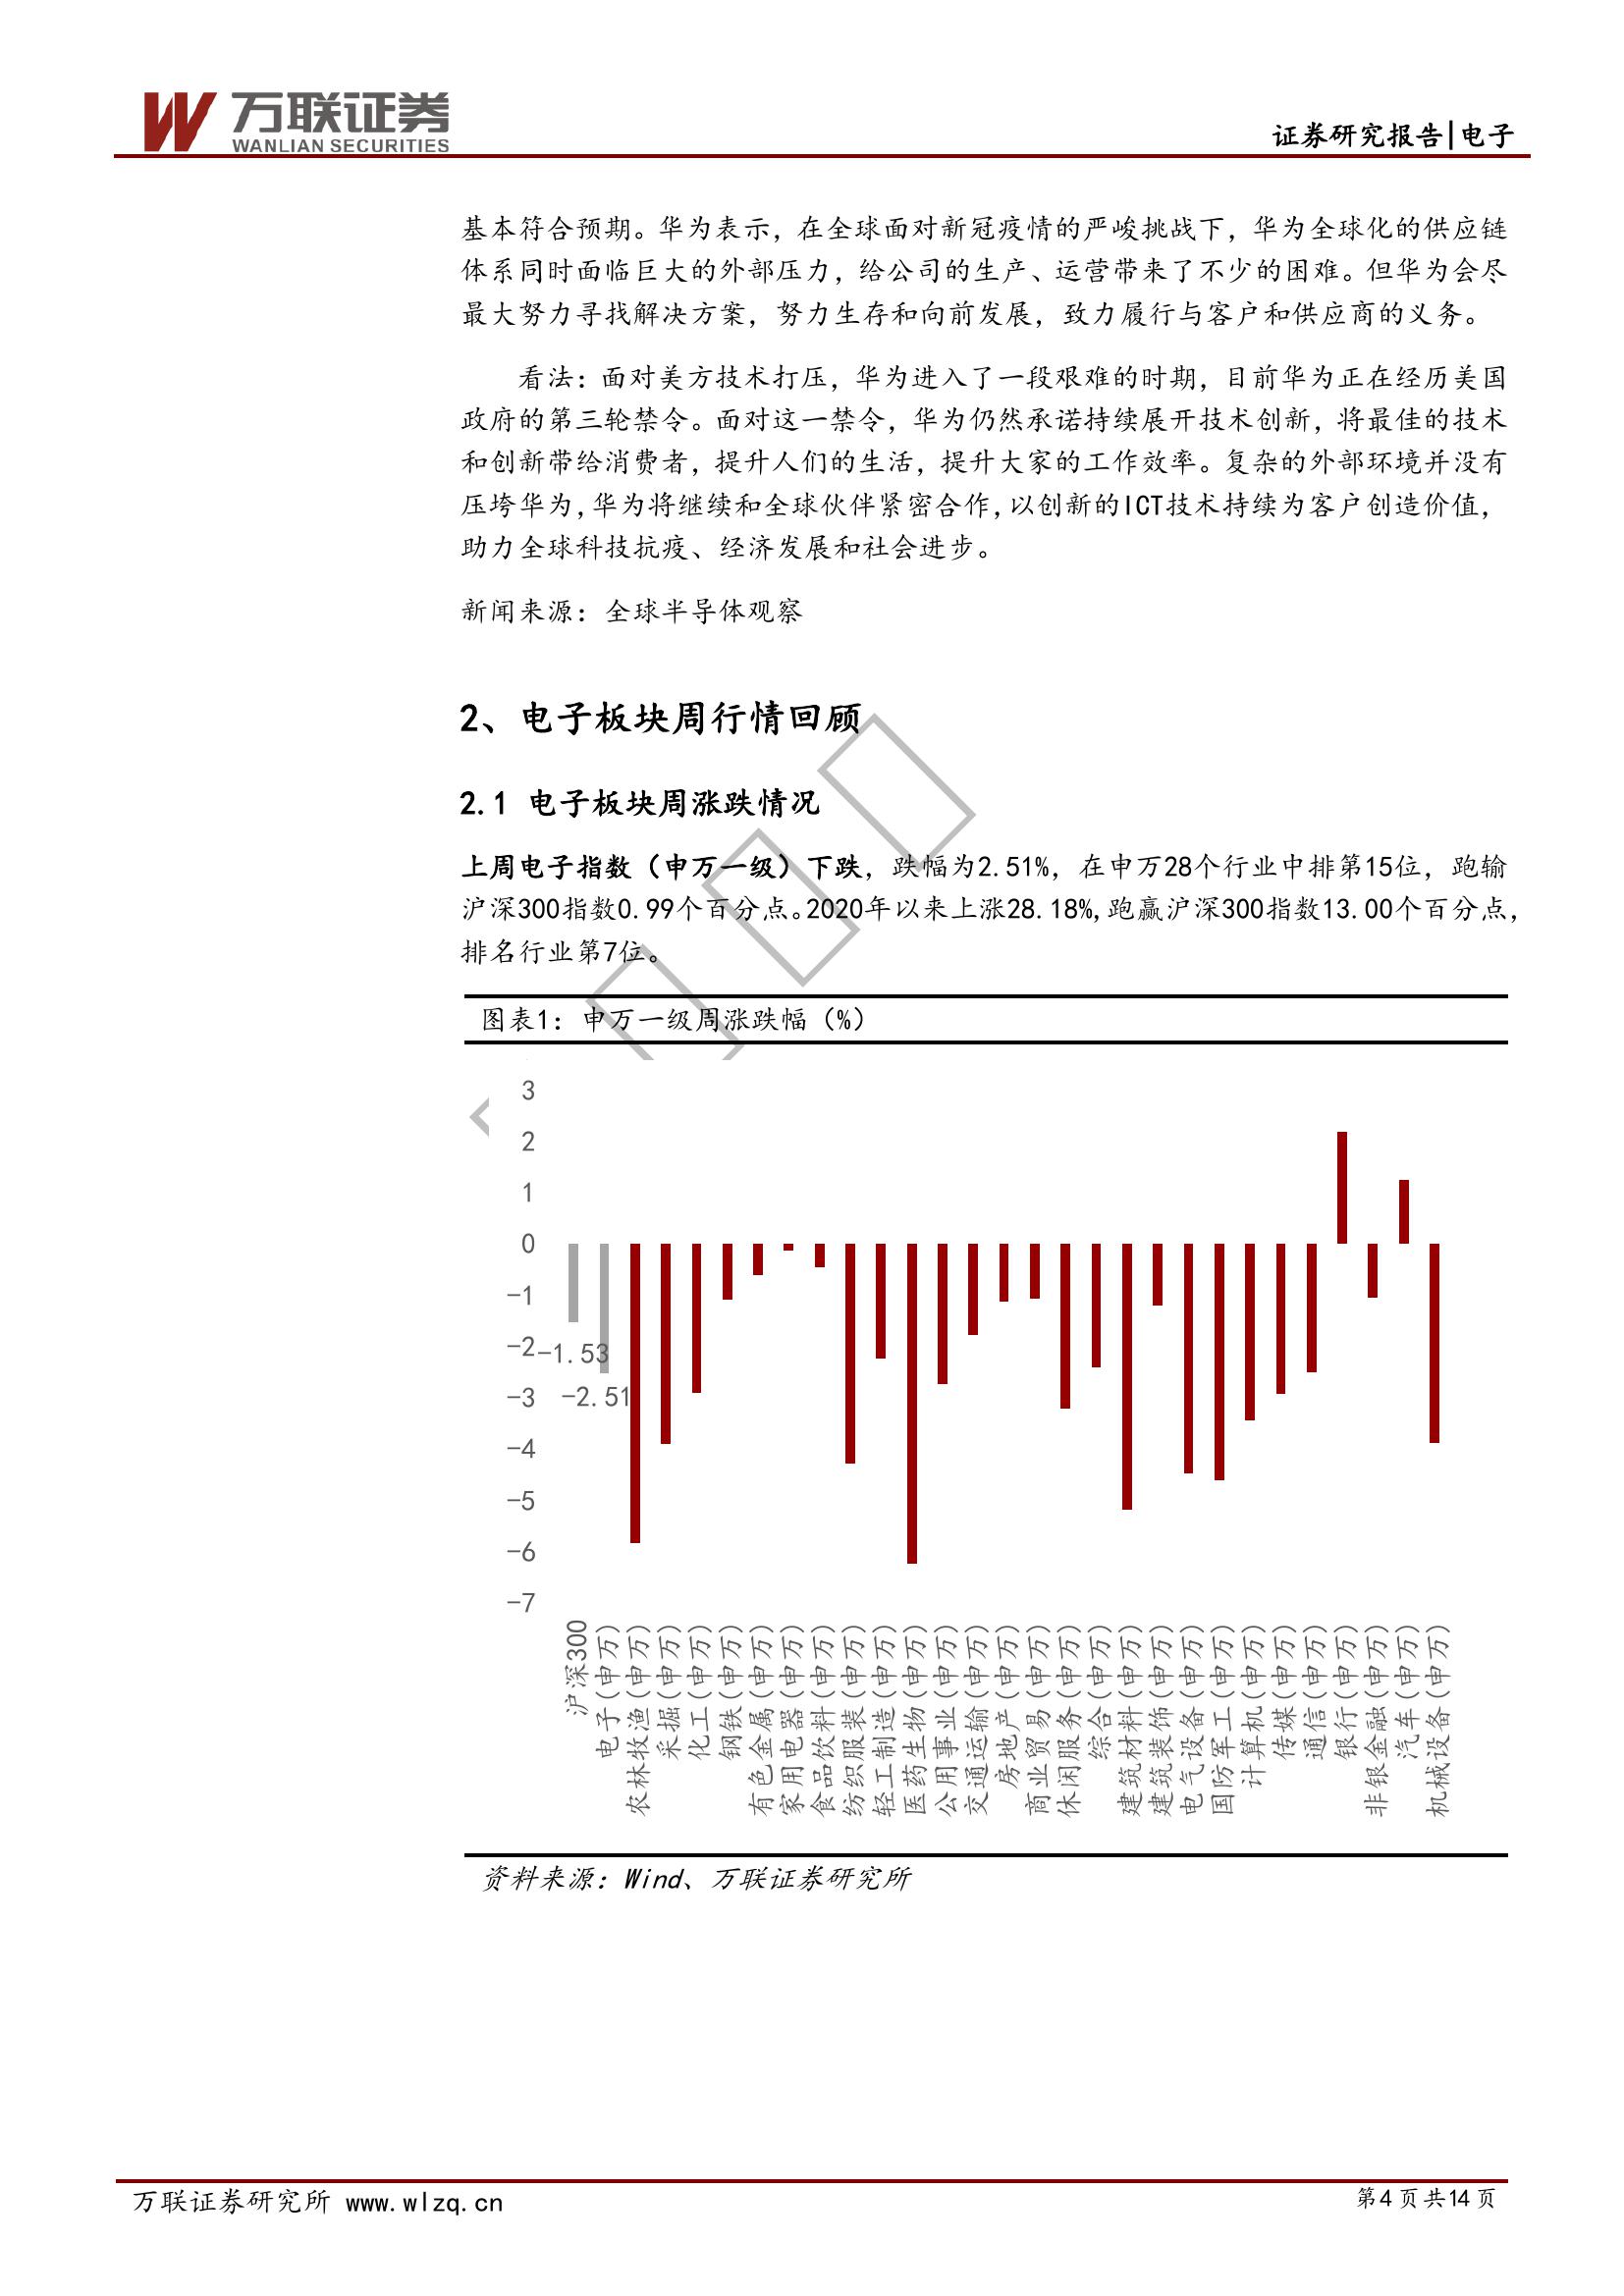 万联证券
WANLIAN SECURITIES
证券研究报告|电子
基本符合预期。华为表示，在全球面对新冠疫情的严峻挑战下，华为全球化的供应链
体系同时面临巨大的外部压力，给公司的生产、运营带来了不少的困难。但华为会尽
最大努力寻找解决方案，努力生存和向前发展，致力履行与客户和供应商的义务。
看法：面对美方技术打压，华为进入了一段艰难的时期，目前华为正在经历美国
政府的第三轮禁令。面对这一禁令，华为仍然承诺持续展开技术创新，将最佳的技术
和创新带给消费者，提升人们的生活，提升大家的工作效率。复杂的外部环境并没有
压垮华为，华为将继续和全球伙伴紧密合作，以创新的ICT技术持续为客户创造价值，
助力全球科技抗疫、经济发展和社会进步。
新闻来源：全球半导体观察
2、电子板块周行情回顾
2.1 电子板块周涨跌情况
上周电子指数（申万一级）下跌，跌幅为2.51%，在申万28个行业中排第15位，跑输
沪深300指数0.99个百分点。2020年以来上涨28.18%，跑赢沪深300指数13.00个百分点，
排名行业第7位。
图表1：申万一级周涨跌幅（%）
3
2
1
0
-1
-2
-3
-4
-5
-6
-7
-1.53
-2.51
沪深300
电子(申万)
农林牧渔(申万)
采掘(申万)
化工(申万)
钢铁(申万)
有色金属(申万)
家用电器(申万)
食品饮料(申万)
纺织服装(申万)
轻工制造(申万)
医药生物(申万)
公用事业(申万)
交通运输(申万)
房地产(申万)
商业贸易(申万)
休闲服务(申万)
综合(申万)
建筑材料(申万)
建筑装饰(申万)
电气设备(申万)
国防军工(申万)
计算机(申万)
传媒(申万)
通信(申万)
银行(申万)
非银金融(申万)
汽车(申万)
机械设备(申万)
资料来源：Wind、万联证券研究所
万联证券研究所 www.wlzq.cn
第4页共14页